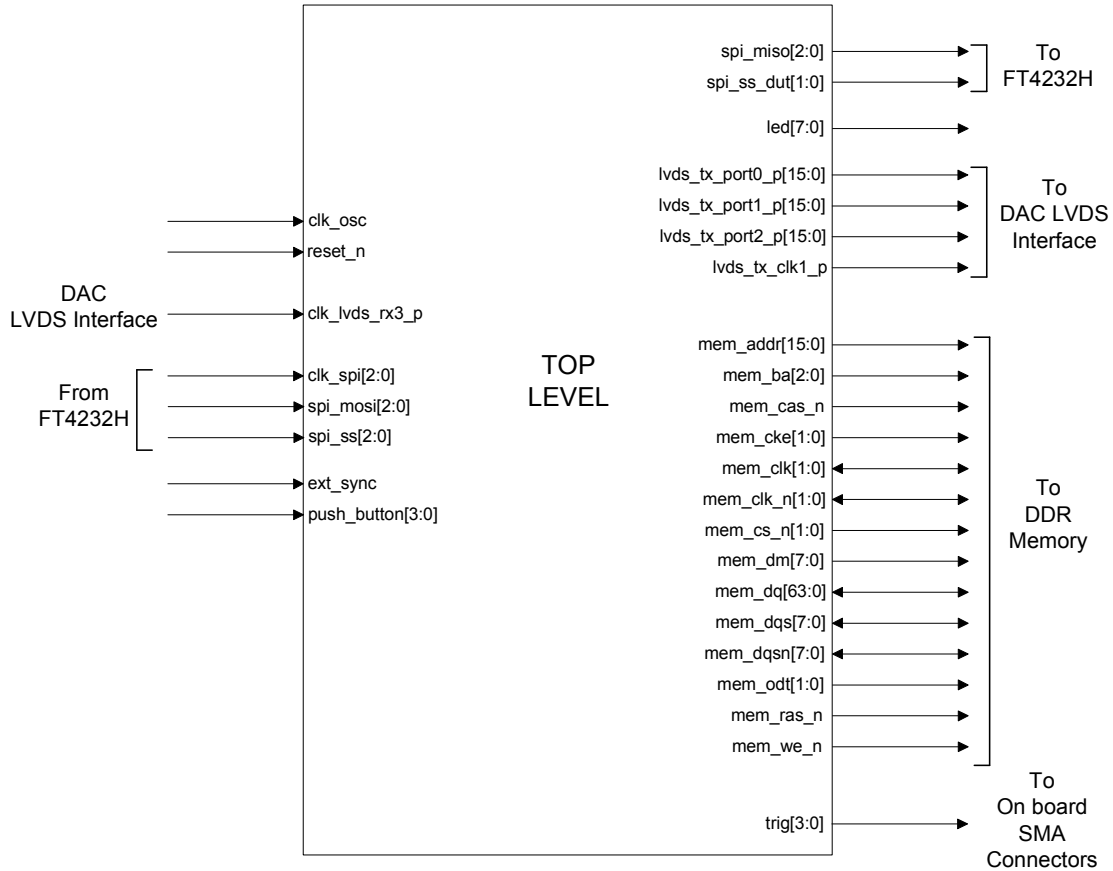 DAC
LVDS Interface
From
FT4232H
clk_osc
reset_n
clk_lvds_rx3_p
clk_spi[2:0]
spi_mosi[2:0]
spi_ss[2:0]
ext_sync
push_button[3:0]
TOP
LEVEL
spi_miso[2:0]
spi_ss_dut[1:0]
led[7:0]
lvds_tx_port0_p[15:0]
lvds_tx_port1_p[15:0]
lvds_tx_port2_p[15:0]
lvds_tx_clk1_p
mem_addr[15:0]
mem_ba[2:0]
mem_cas_n
mem_cke[1:0]
mem_clk[1:0]
mem_clk_n[1:0]
mem_cs_n[1:0]
mem_dm[7:0]
mem_dq[63:0]
mem_dqs[7:0]
mem_dqsn[7:0]
mem_odt[1:0]
mem_ras_n
mem_we_n
trig[3:0]
To
FT4232H
To
DAC LVDS
Interface
To
DDR
Memory
To
On board
SMA
Connectors